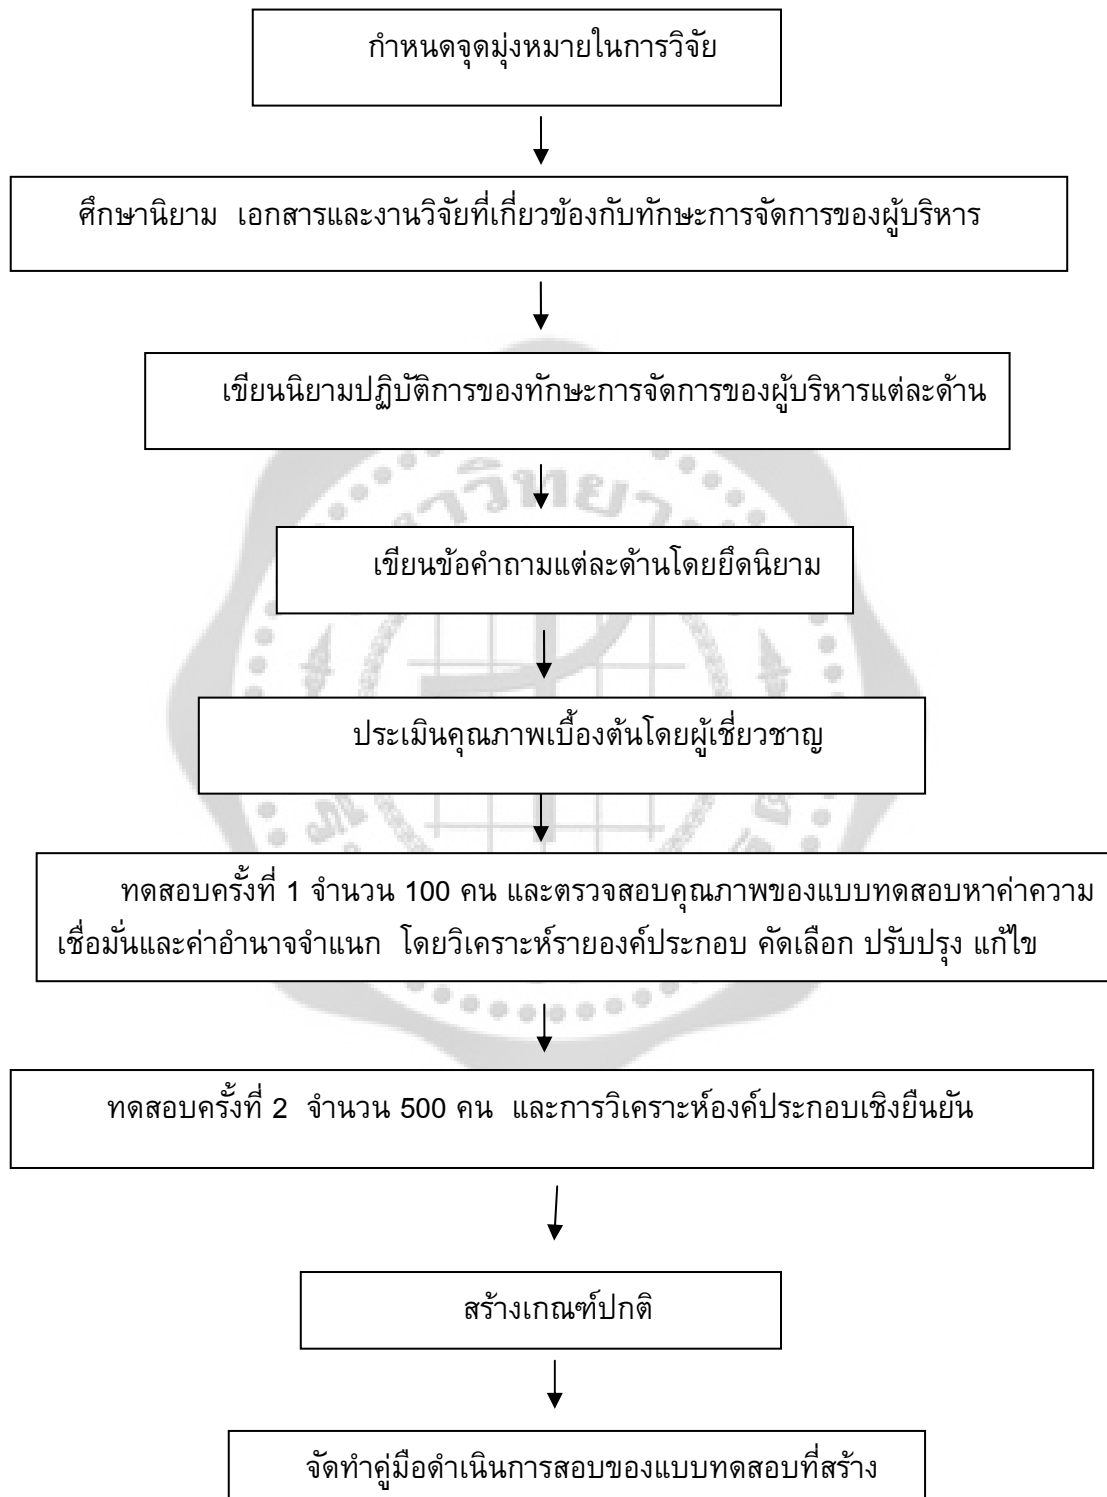 กำหนดจุดมุ่งหมายในการวิจัย
ศึกษานิยาม เอกสารและงานวิจัยที่เกี่ยวข้องกับทักษะการจัดการของผู้บริหาร
เขียนนิยามปฏิบัติการของทักษะการจัดการของผู้บริหารแต่ละด้าน
เขียนข้อคำถามแต่ละด้านโดยยึดนิยาม
ประเมินคุณภาพเบื้องต้นโดยผู้เชี่ยวชาญ
ทดสอบครั้งที่ 1 จำนวน 100 คน และตรวจสอบคุณภาพของแบบทดสอบหาค่าความ
เชื่อมั่นและค่าอำนาจจำแนก โดยวิเคราะห์รายองค์ประกอบ คัดเลือก ปรับปรุง แก้ไข
ทดสอบครั้งที่ 2 จำนวน 500 คน และการวิเคราะห์องค์ประกอบเชิงยืนยัน
สร้างเกณฑ์ปกติ
จัดทำคู่มือดำเนินการสอบของแบบทดสอบที่สร้าง